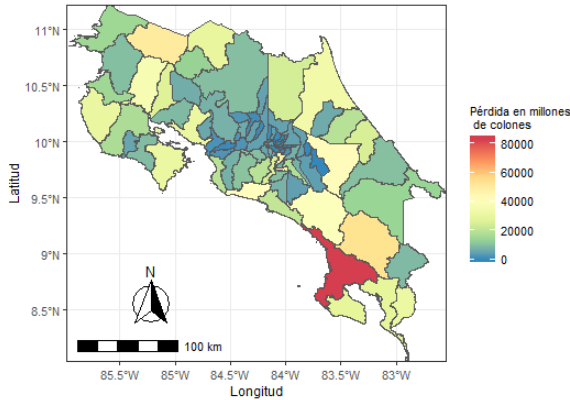 11°N
10.5°N
10°N
9.5°N
9°N
8.5°N
Latitud
N
100 km
85.5°W
85°W
84.5°W
84°W
83.5°W
83°W
Longitud
Pérdida en millones
de colones
80000
60000
40000
20000
0